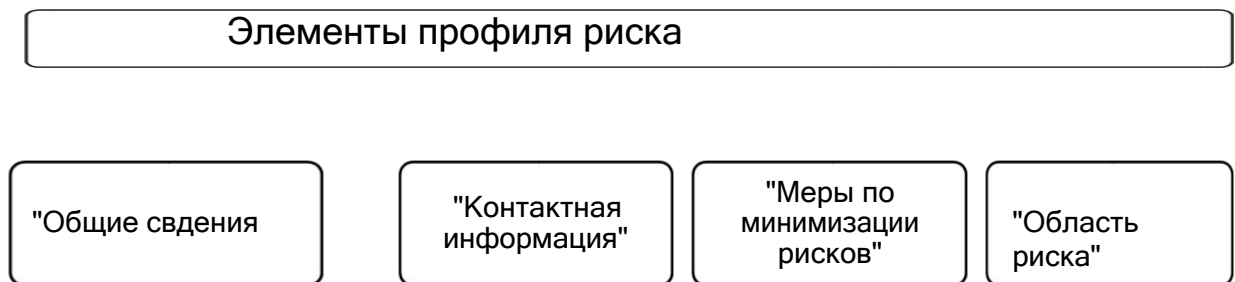 Элементы профиля риска
"Общие свдения
"Контактная
информация"
"Меры по
минимизации
рисков"
"Область
риска"